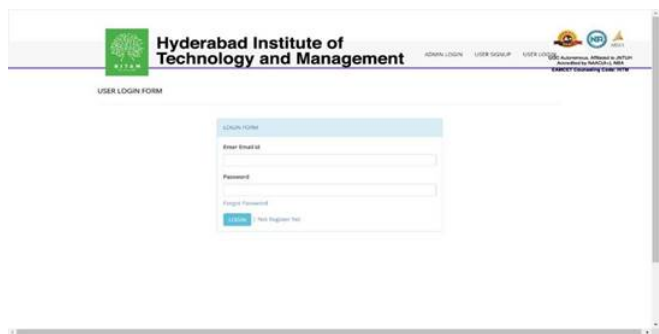 HITAM
Hyderabad Institute of
Technology and Management
ADMIN LOGIN
USER SIGNUP
USER LOGIN
UGC Autonomous, Affiliated to JNTUH
Accredited by NAAC(A+), NBA
EAMCET Counseling Code: HITM
USER LOGIN FORM
LOGIN FORM
Enter Email id
Password
Forgot Password
LOGIN | Not Register Yet